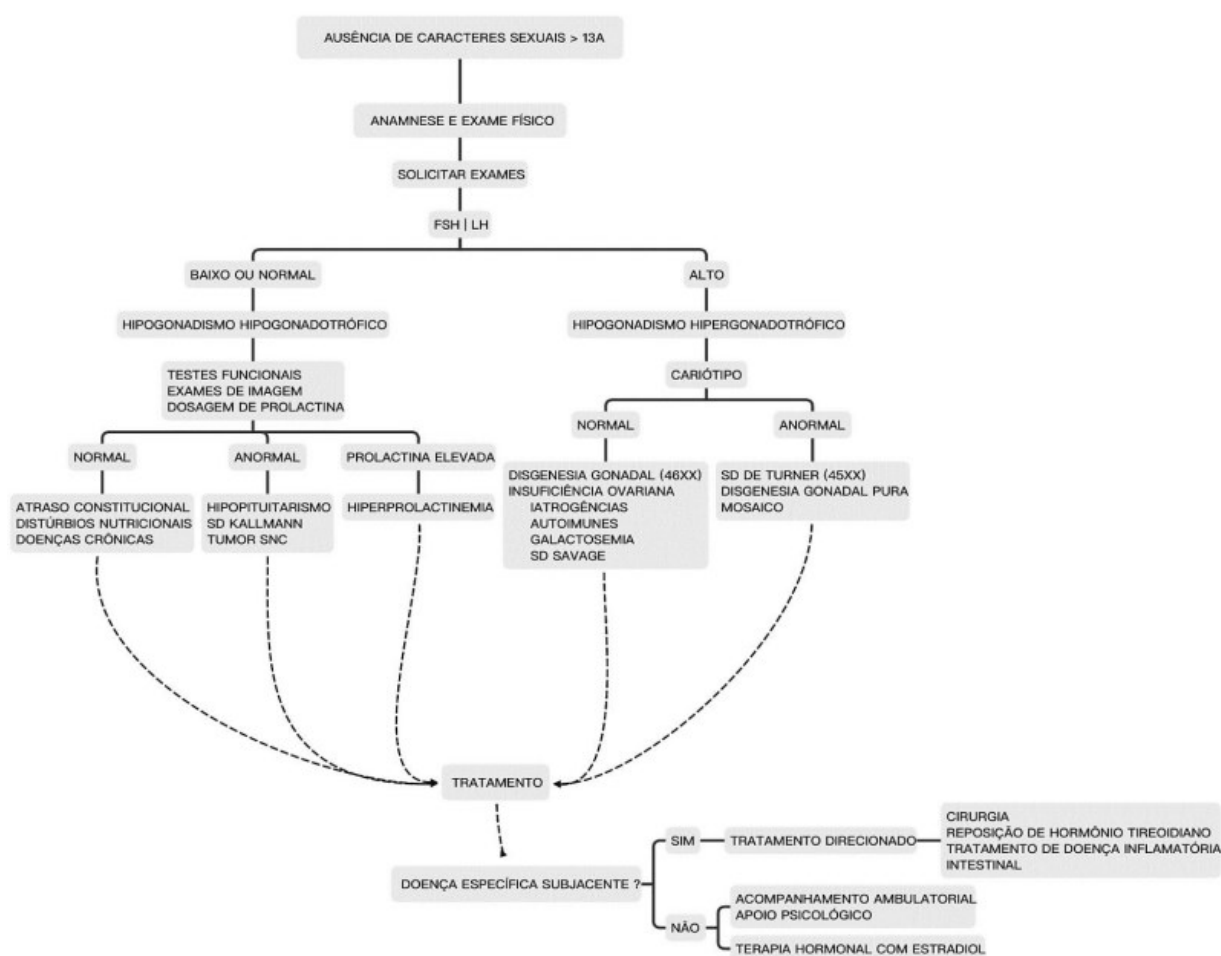 AUSÊNCIA DE CARACTERES SEXUAIS > 13A
ANAMNESE E EXAME FÍSICO
SOLICITAR EXAMES
FSH | LH
BAIXO OU NORMAL
ALTO
HIPOGONADISMO HIPOGONADOTRÓFICO
HIPOGONADISMO HIPERGONADOTRÓFICO
TESTES FUNCIONAIS
EXAMES DE IMAGEM
DOSAGEM DE PROLACTINA
CARIÓTIPO
NORMAL
ANORMAL
PROLACTINA ELEVADA
NORMAL
ANORMAL
ATRASO CONSTITUCIONAL
DISTÚRBIOS NUTRICIONAIS
DOENÇAS CRÔNICAS
HIPOPITUITARISMO
SD KALLMANN
TUMOR SNC
HIPERPROLACTINEMIA
DISGENESIA GONADAL (46XX)
INSUFICIÊNCIA OVARIANA
IATROGÊNCIAS
AUTOIMUNES
GALACTOSEMIA
SD SAVAGE
SD DE TURNER (45XX)
DISGENESIA GONADAL PURA
MOSAICO
TRATAMENTO
DOENÇA ESPECÍFICA SUBJACENTE ?
SIM
TRATAMENTO DIRECIONADO
CIRURGIA
REPOSIÇÃO DE HORMÔNIO TIREOIDIANO
TRATAMENTO DE DOENÇA INFLAMATÓRIA
INTESTINAL
NÃO
ACOMPANHAMENTO AMBULATORIAL
APOIO PSICOLÓGICO
TERAPIA HORMONAL COM ESTRADIOL